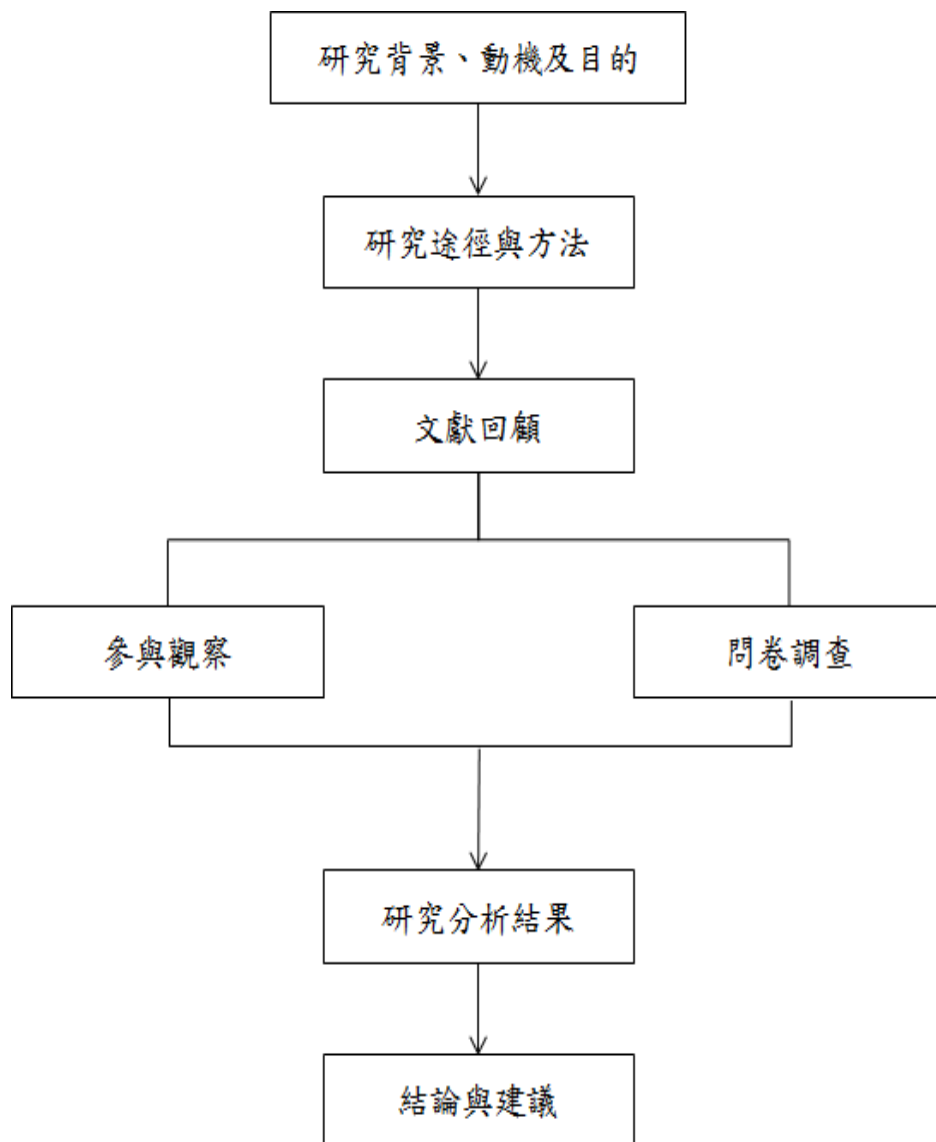 研究背景、動機及目的
研究途徑與方法
文獻回顧
參與觀察
問卷調查
研究分析結果
結論與建議